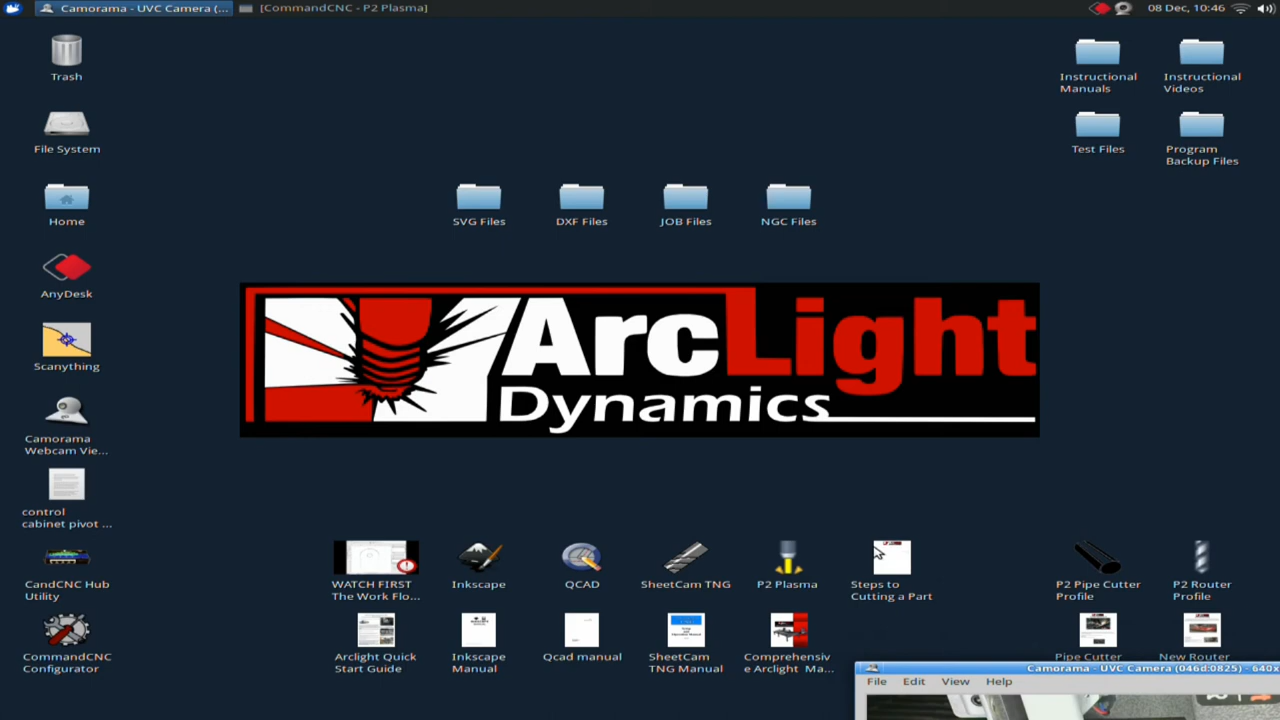 Camorama - UVC Camera (...
[CommandCNC - P2 Plasma]
08 Dec, 10:46
Trash
Instructional
Manuals
Instructional
Videos
File System
Test Files
Program
Backup Files
Home
SVG Files
DXF Files
JOB Files
NGC Files
AnyDesk
Scanything
ArcLight
Dynamics
Camorama
Webcam Vie...
control
cabinet pivot ...
CandCNC Hub
Utility
WATCH FIRST
The Work Flo...
Inkscape
QCAD
SheetCam TNG
P2 Plasma
Steps to
Cutting a Part
P2 Pipe Cutter
Profile
P2 Router
Profile
CommandCNC
Configurator
Arclight Quick
Start Guide
Inkscape
Manual
Qcad manual
SheetCam
TNG Manual
Comprehensiv
e Arclight Ma...
Pipe Cutter
New Router
Camorama - UVC Camera (046d:0825) - 640x
File Edit View Help